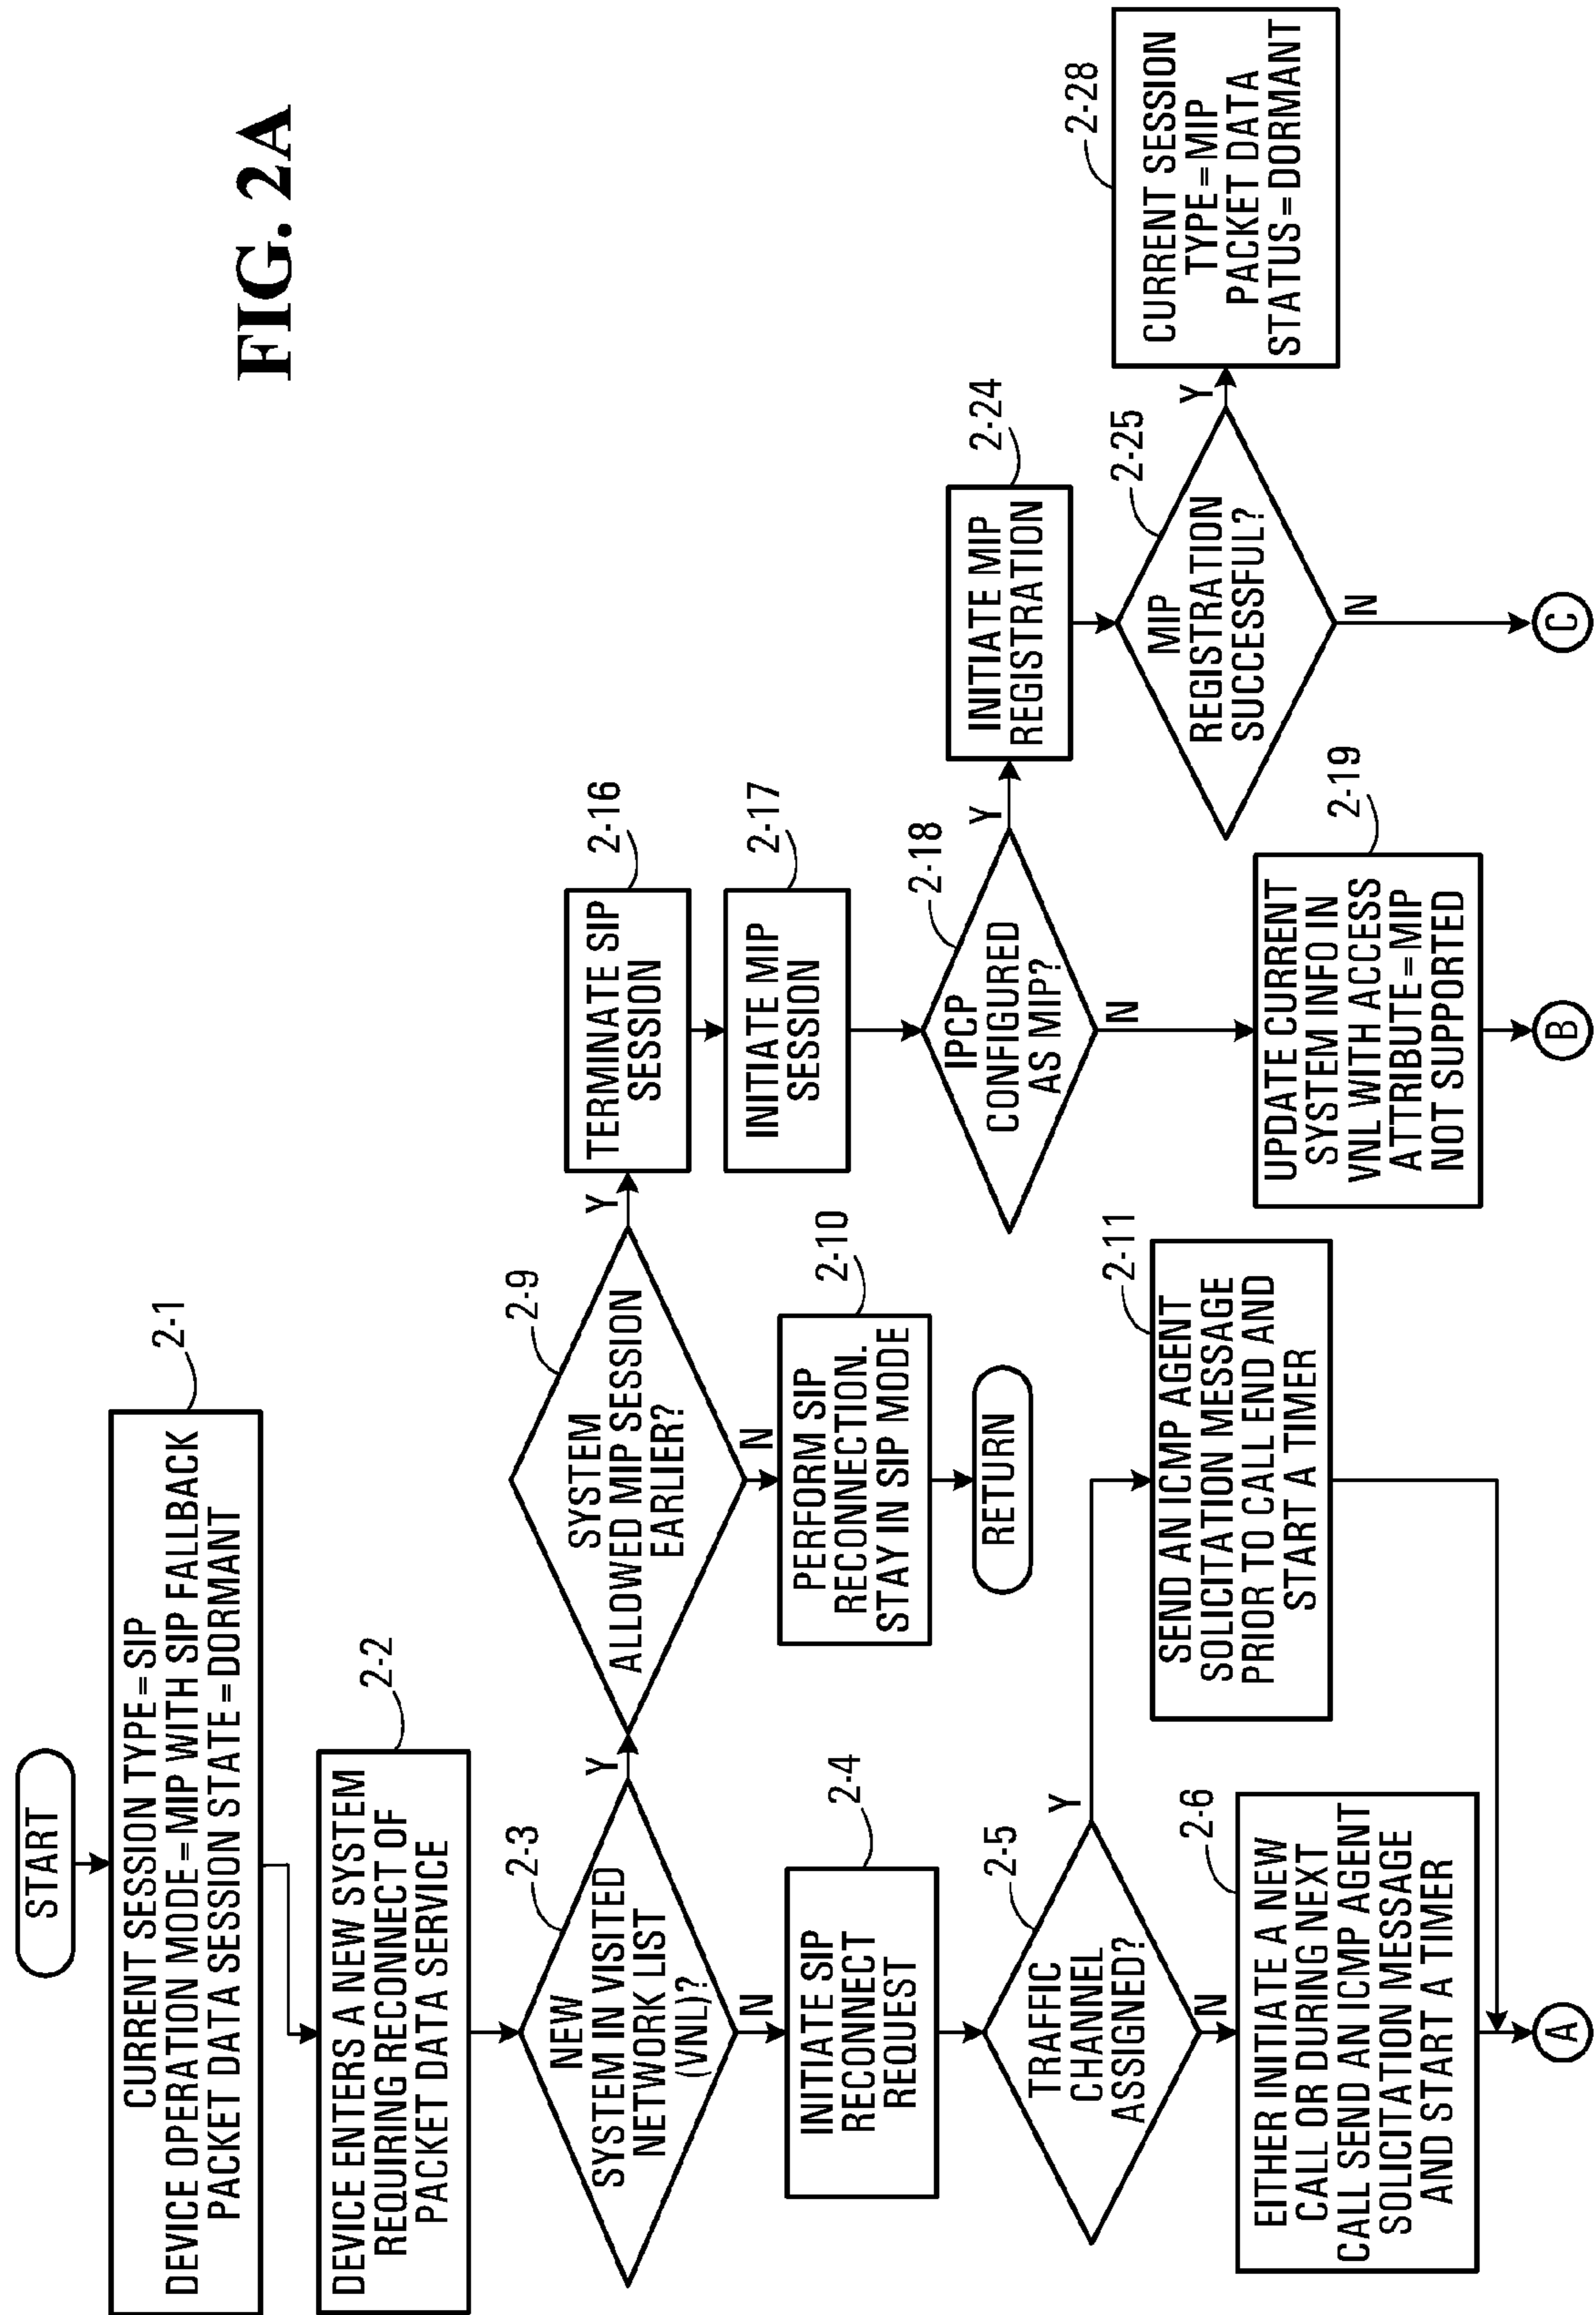 FIG. 2A
START
2-1
CURRENT SESSION TYPE = SIP
DEVICE OPERATION MODE = MIP WITH SIP FALLBACK
PACKET DATA SESSION STATE = DORMANT
2-2
DEVICE ENTERS A NEW SYSTEM
REQUIRING RECONNECT OF
PACKET DATA SERVICE
2-3
NEW
SYSTEM IN VISITED
NETWORK LIST
(VNL)?
Y
N
2-4
INITIATE SIP
RECONNECT
REQUEST
2-5
TRAFFIC
CHANNEL
ASSIGNED?
Y
N
2-6
EITHER INITIATE A NEW
CALL OR DURING NEXT
CALL SEND AN ICMP AGENT
SOLICITATION MESSAGE
AND START A TIMER
A
2-9
SYSTEM
ALLOWED MIP SESSION
EARLIER?
Y
N
2-10
PERFORM SIP
RECONNECTION.
STAY IN SIP MODE
RETURN
2-11
SEND AN ICMP AGENT
SOLICITATION MESSAGE
PRIOR TO CALL END AND
START A TIMER
2-16
TERMINATE SIP
SESSION
2-17
INITIATE MIP
SESSION
2-18
IPCP
CONFIGURED
AS MIP?
Y
N
2-19
UPDATE CURRENT
SYSTEM INFO IN
VNL WITH ACCESS
ATTRIBUTE = MIP
NOT SUPPORTED
B
2-24
INITIATE MIP
REGISTRATION
2-25
MIP
REGISTRATION
SUCCESSFUL?
Y
N
C
2-28
CURRENT SESSION
TYPE = MIP
PACKET DATA
STATUS = DORMANT